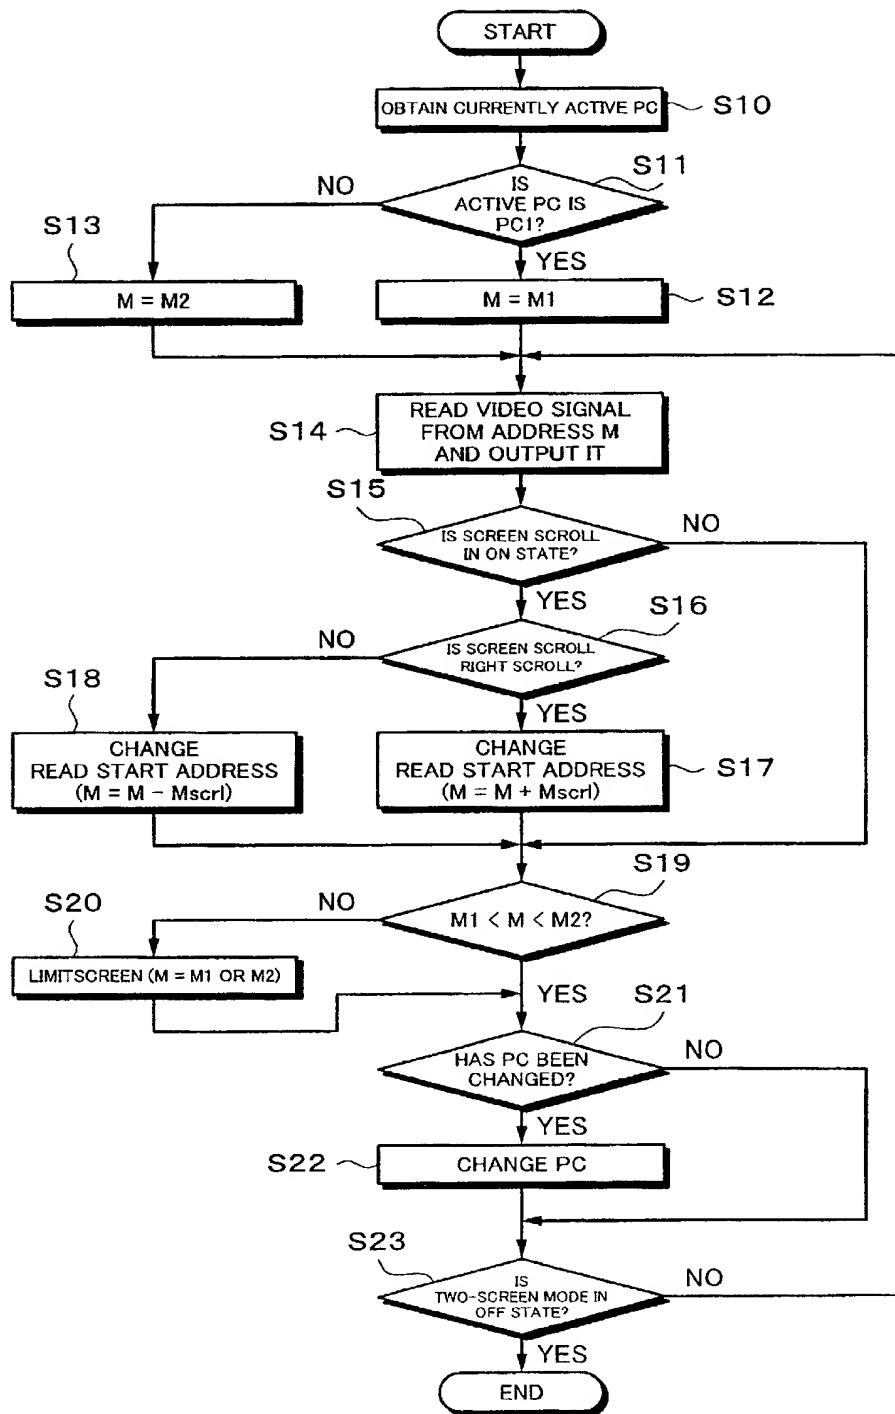 START
OBTAIN CURRENTLY ACTIVE PC
S10
S11
IS
ACTIVE PC IS
PC1?
NO
YES
S13
M = M2
M = M1
S12
S14
READ VIDEO SIGNAL
FROM ADDRESS M
AND OUTPUT IT
S15
IS SCREEN SCROLL
IN ON STATE?
NO
YES
S16
IS SCREEN SCROLL
RIGHT SCROLL?
NO
YES
S18
CHANGE
READ START ADDRESS
(M = M − Mscrl)
CHANGE
READ START ADDRESS
(M = M + Mscrl)
S17
S19
M1 < M < M2?
NO
YES
S20
LIMITSCREEN (M = M1 OR M2)
S21
HAS PC BEEN
CHANGED?
NO
YES
S22
CHANGE PC
S23
IS
TWO-SCREEN MODE IN
OFF STATE?
NO
YES
END